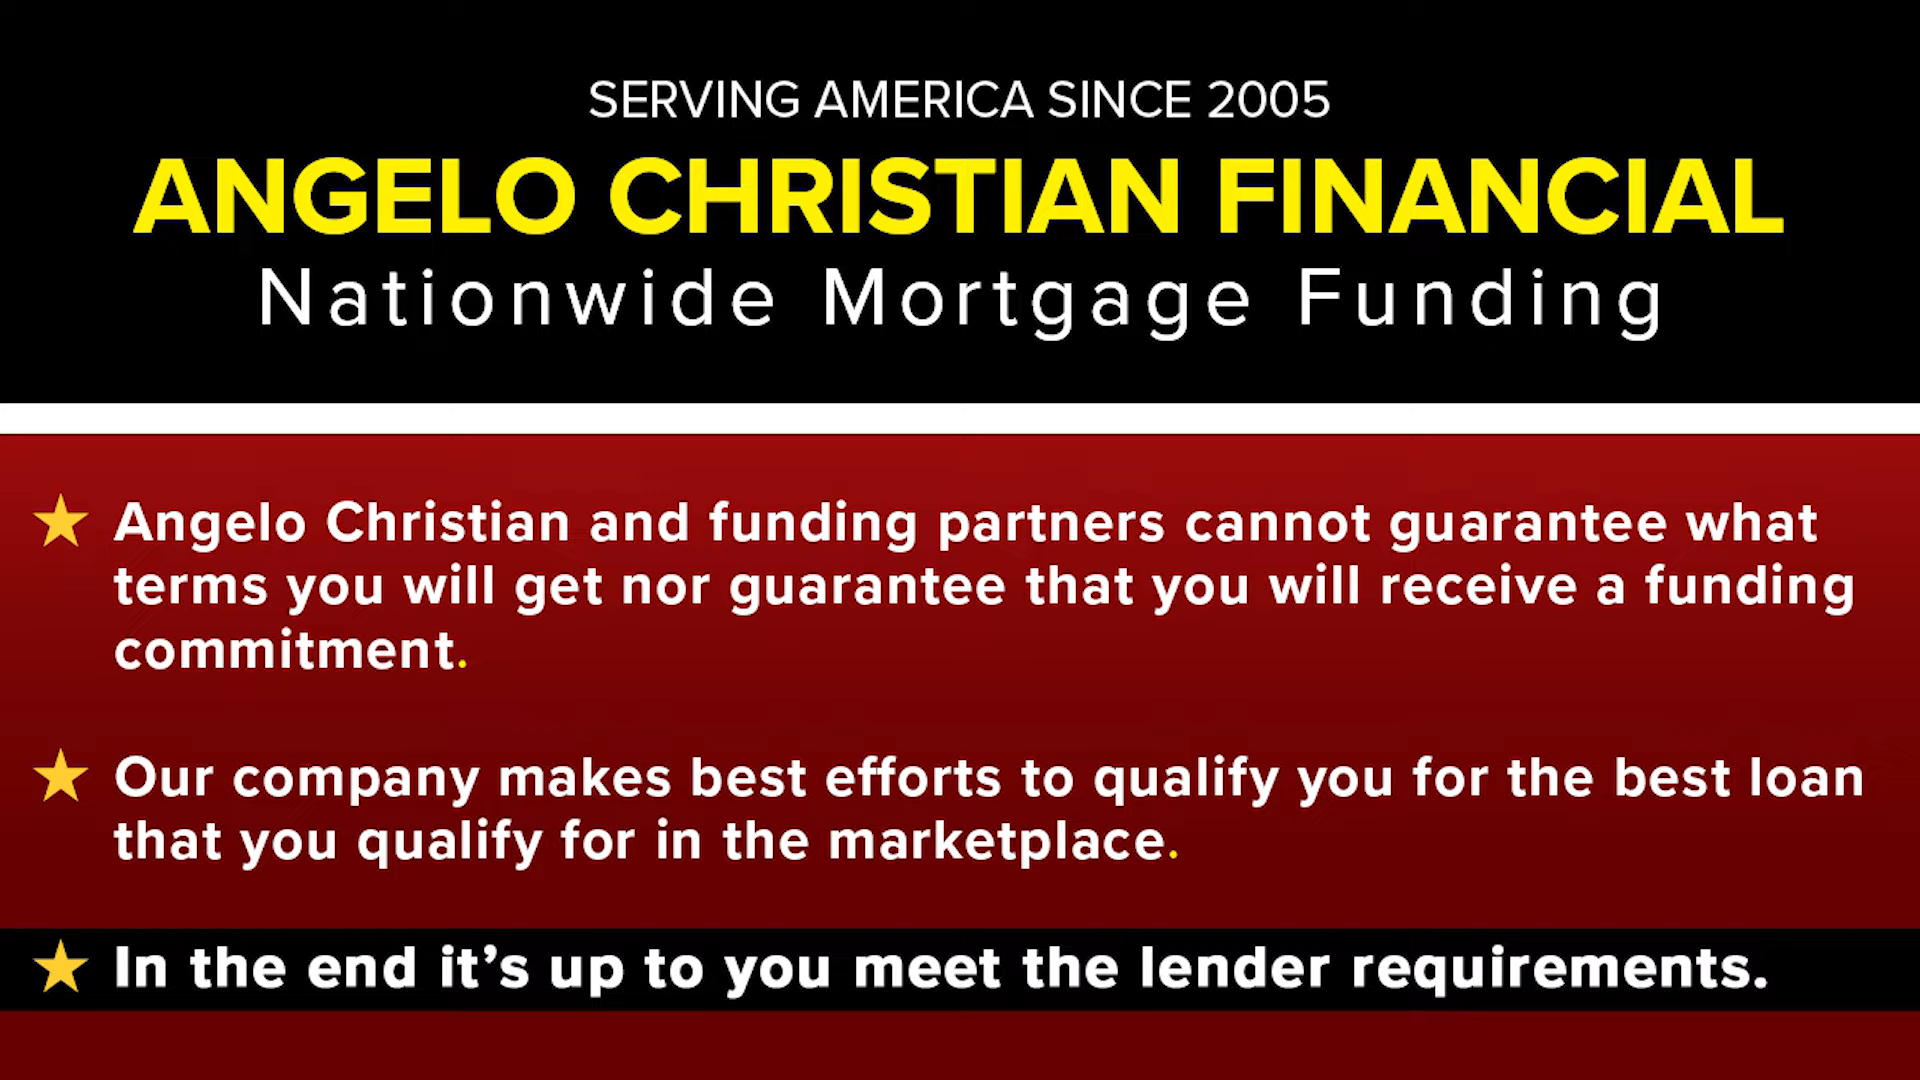 SERVING AMERICA SINCE 2005
ANGELO CHRISTIAN FINANCIAL
Nationwide Mortgage Funding
Angelo Christian and funding partners cannot guarantee what
terms you will get nor guarantee that you will receive a funding
commitment.
Our company makes best efforts to qualify you for the best loan
that you qualify for in the marketplace.
In the end it’s up to you meet the lender requirements.